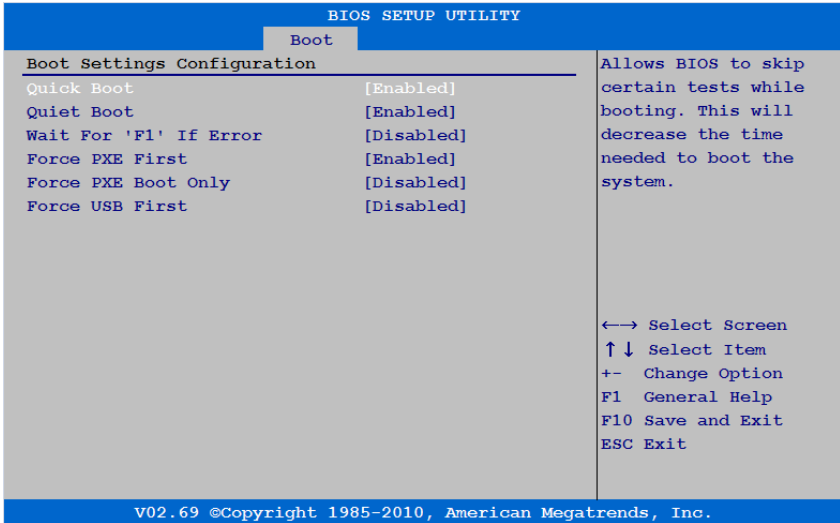 BIOS SETUP UTILITY
Boot
Boot Settings Configuration
Quick Boot [Enabled]
Quiet Boot [Enabled]
Wait For 'F1' If Error [Disabled]
Force PXE First [Enabled]
Force PXE Boot Only [Disabled]
Force USB First [Disabled]
Allows BIOS to skip
certain tests while
booting. This will
decrease the time
needed to boot the
system.
←→ Select Screen
↑↓ Select Item
+- Change Option
F1 General Help
F10 Save and Exit
ESC Exit
V02.69 ©Copyright 1985-2010, American Megatrends, Inc.